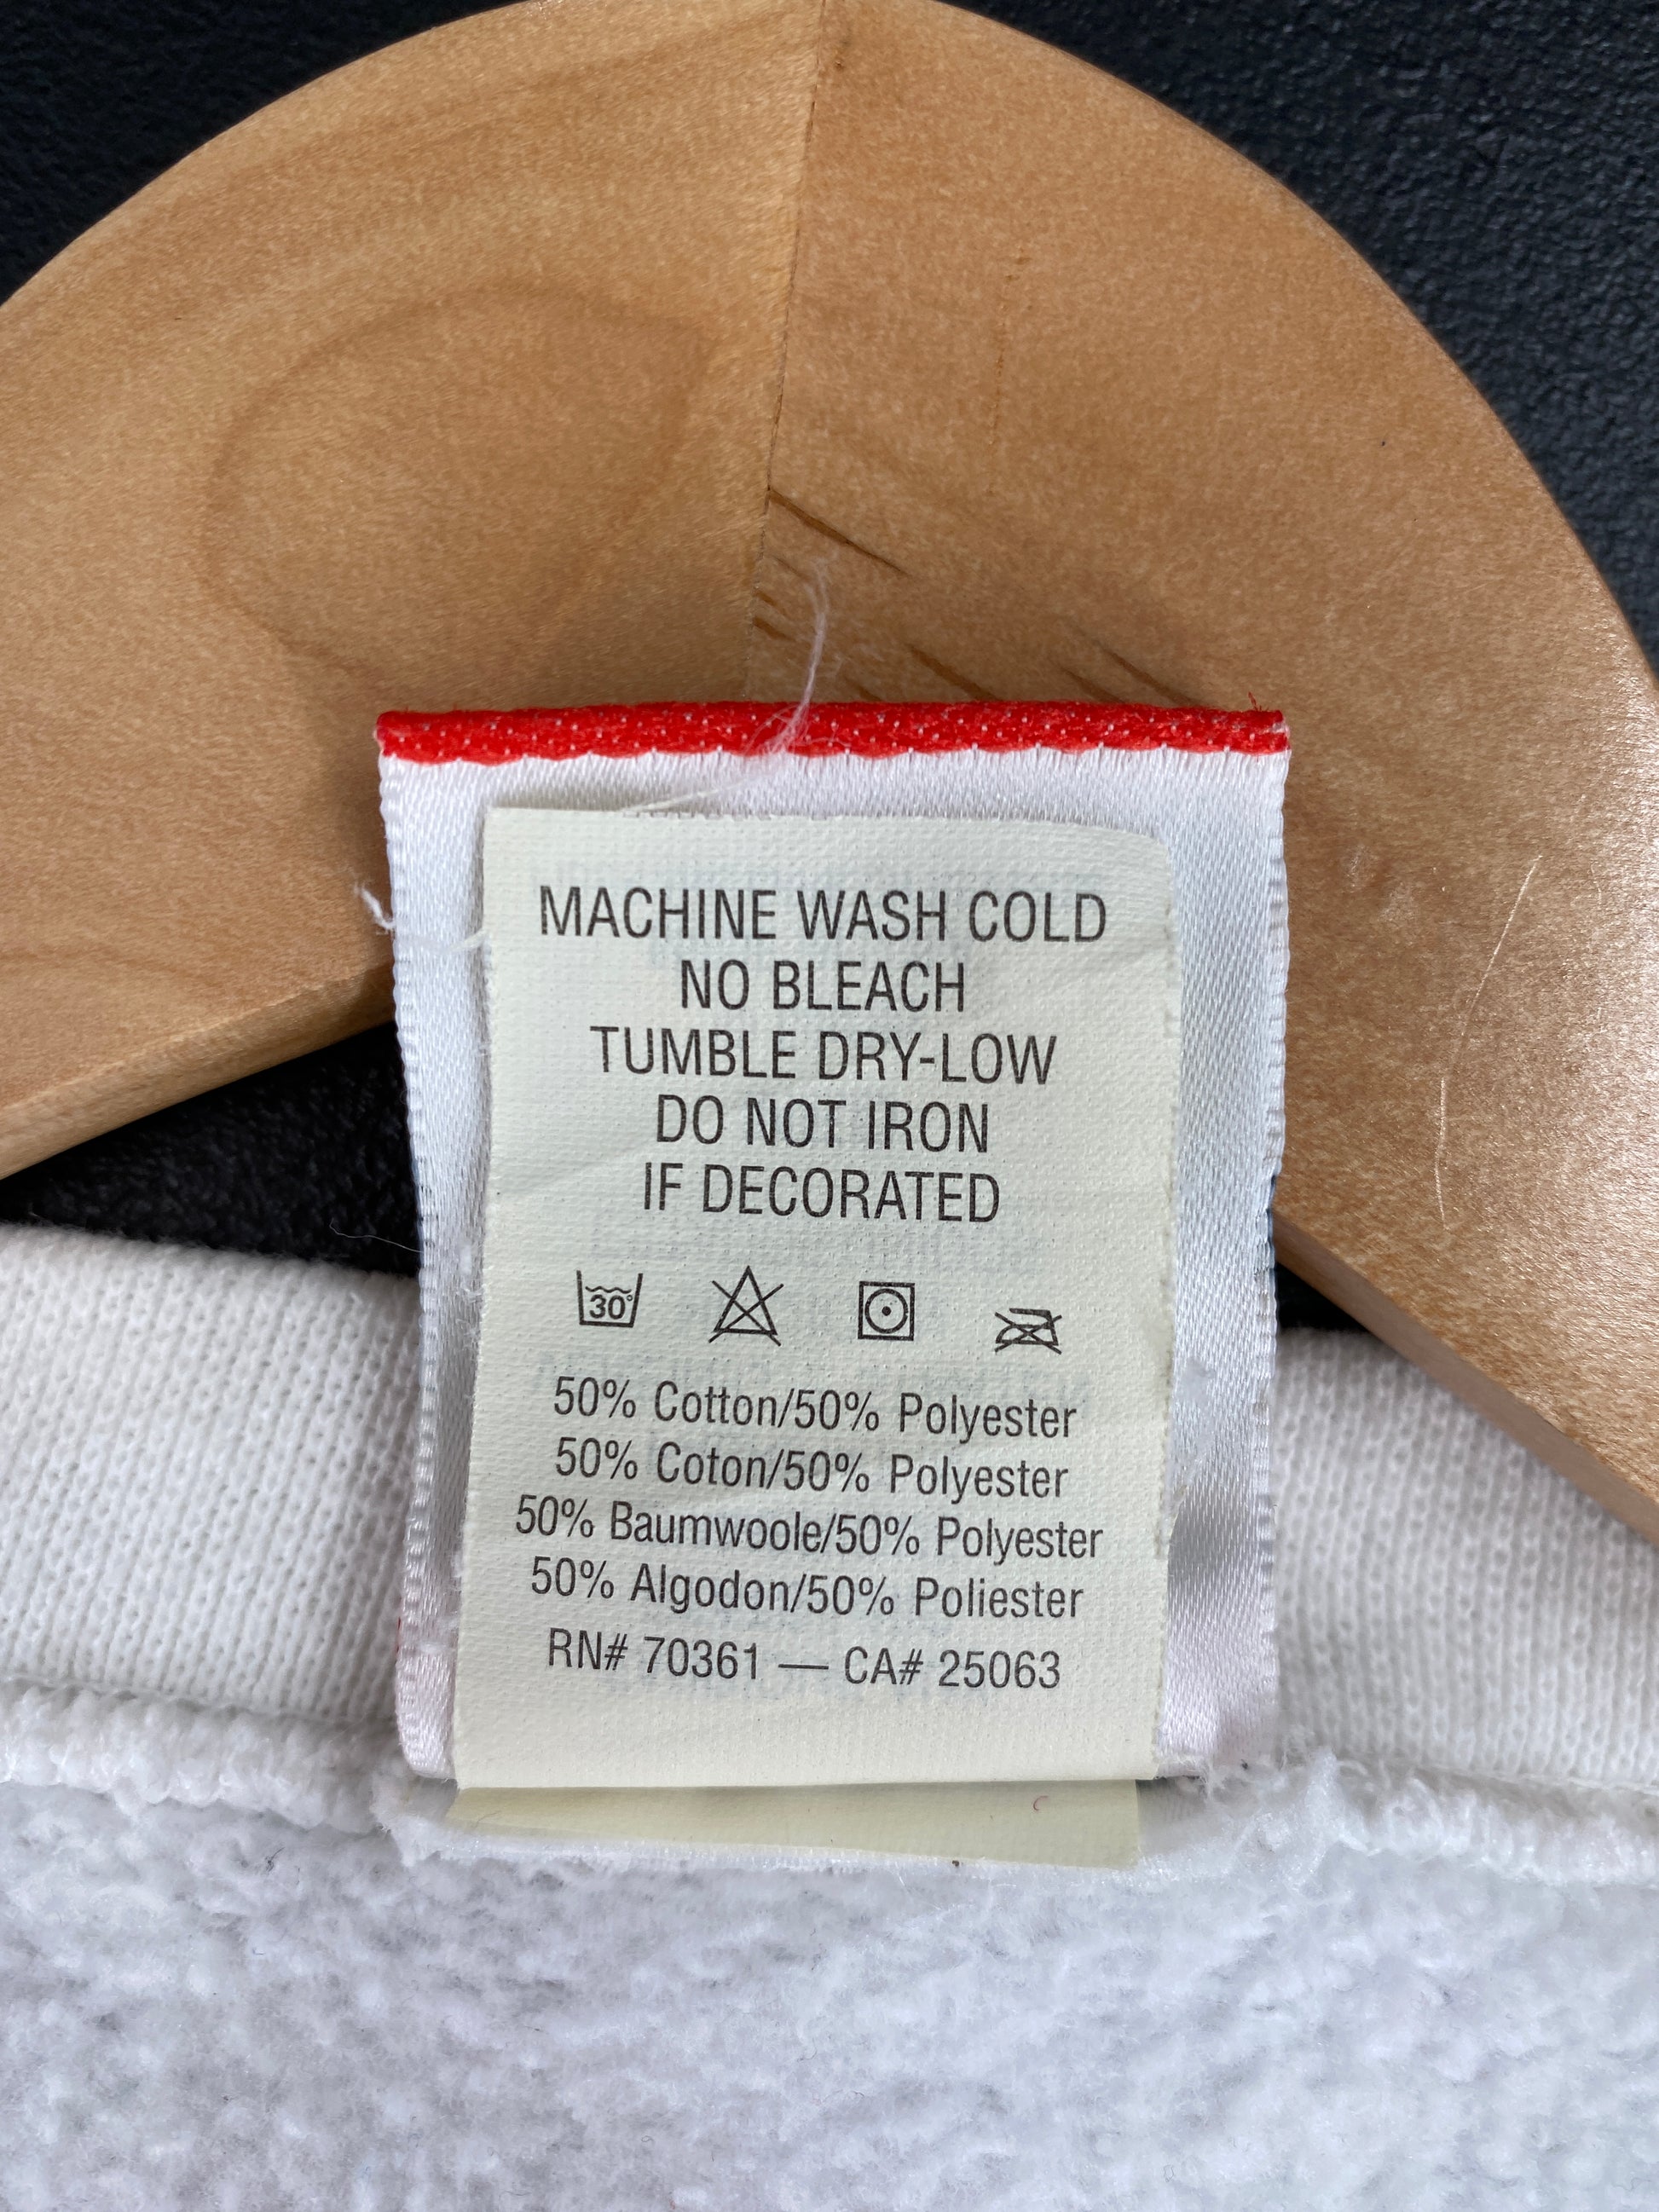 MACHINE WASH COLD
NO BLEACH
TUMBLE DRY-LOW
DO NOT IRON
IF DECORATED
30°
50% Cotton/50% Polyester
50% Coton/50% Polyester
50% Baumwoole/50% Polyester
50% Algodon/50% Poliester
RN# 70361 — CA# 25063